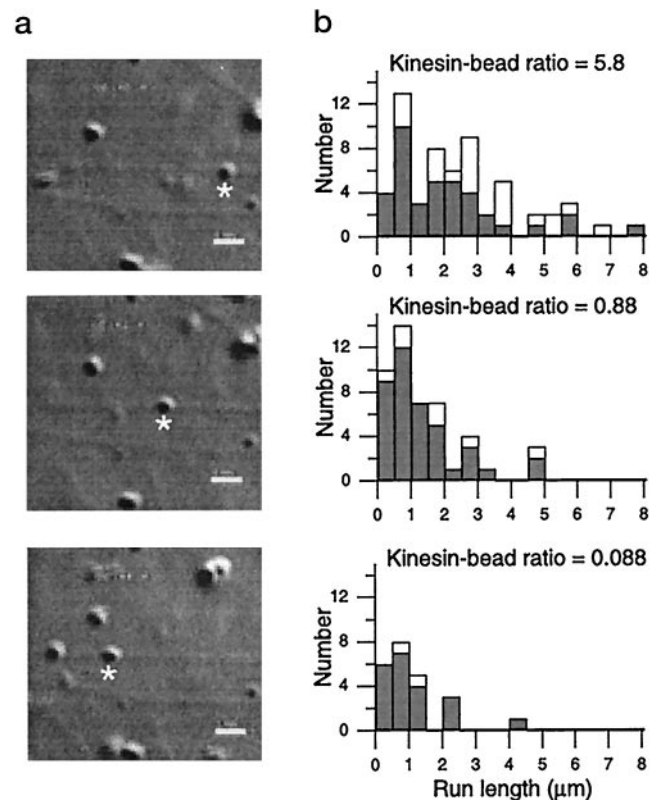 a
b
Kinesin-bead ratio = 5.8
Number
12
8
4
0
0 1 2 3 4 5 6 7 8
*
Kinesin-bead ratio = 0.88
Number
12
8
4
0
0 1 2 3 4 5 6 7 8
*
Kinesin-bead ratio = 0.088
Number
12
8
4
0
0 1 2 3 4 5 6 7 8
*
Run length (μm)